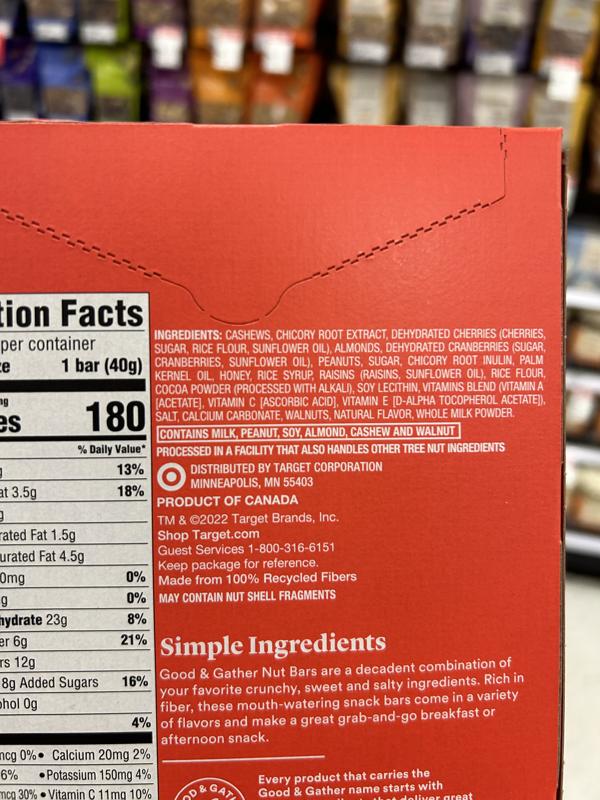 tion Facts
per container
ze 1 bar (40g)
es 180
% Daily Value*
13%
at 3.5g 18%
rated Fat 1.5g
urated Fat 4.5g
0mg 0%
g 0%
hydrate 23g 8%
er 6g 21%
rs 12g
8g Added Sugars 16%
ohol 0g
4%
mcg 0% • Calcium 20mg 2%
6% • Potassium 150mg 4%
mcg 30% • Vitamin C 11mg 10%
INGREDIENTS: CASHEWS, CHICORY ROOT EXTRACT, DEHYDRATED CHERRIES (CHERRIES,
SUGAR, RICE FLOUR, SUNFLOWER OIL), ALMONDS, DEHYDRATED CRANBERRIES (SUGAR,
CRANBERRIES, SUNFLOWER OIL), PEANUTS, SUGAR, CHICORY ROOT INULIN, PALM
KERNEL OIL, HONEY, RICE SYRUP, RAISINS (RAISINS, SUNFLOWER OIL), RICE FLOUR,
COCOA POWDER (PROCESSED WITH ALKALI), SOY LECITHIN, VITAMINS BLEND (VITAMIN A
[ACETATE], VITAMIN C [ASCORBIC ACID], VITAMIN E [D-ALPHA TOCOPHEROL ACETATE]),
SALT, CALCIUM CARBONATE, WALNUTS, NATURAL FLAVOR, WHOLE MILK POWDER.
CONTAINS MILK, PEANUT, SOY, ALMOND, CASHEW AND WALNUT
PROCESSED IN A FACILITY THAT ALSO HANDLES OTHER TREE NUT INGREDIENTS
DISTRIBUTED BY TARGET CORPORATION
MINNEAPOLIS, MN 55403
PRODUCT OF CANADA
TM & ©2022 Target Brands, Inc.
Shop Target.com
Guest Services 1-800-316-6151
Keep package for reference.
Made from 100% Recycled Fibers
MAY CONTAIN NUT SHELL FRAGMENTS
Simple Ingredients
Good & Gather Nut Bars are a decadent combination of
your favorite crunchy, sweet and salty ingredients. Rich in
fiber, these mouth-watering snack bars come in a variety
of flavors and make a great grab-and-go breakfast or
afternoon snack.
Every product that carries the
Good & Gather name starts with
that deliver great